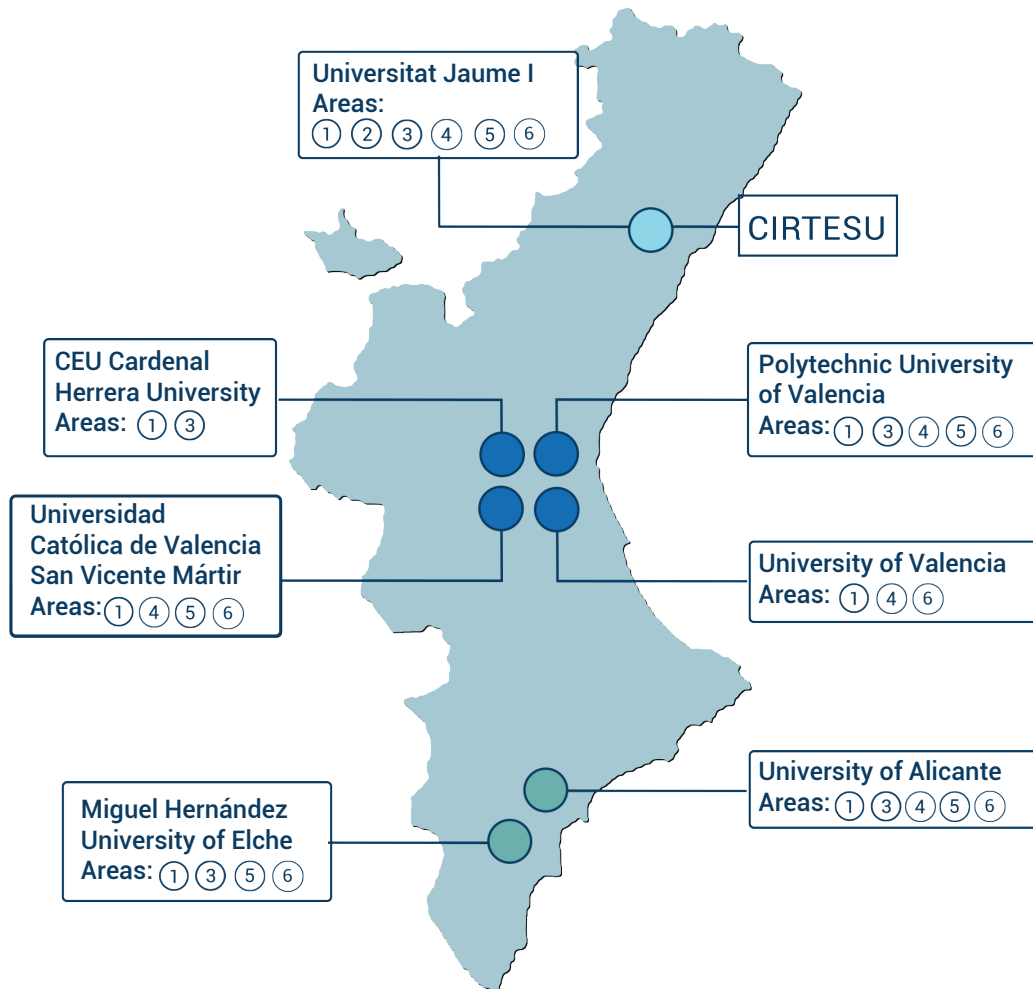 Universitat Jaume I
Areas:
1 2 3 4 5 6
CIRTESU
CEU Cardenal
Herrera University
Areas: 1 3
Polytechnic University
of Valencia
Areas: 1 3 4 5 6
Universidad
Católica de Valencia
San Vicente Mártir
Areas: 1 4 5 6
University of Valencia
Areas: 1 4 6
University of Alicante
Areas: 1 3 4 5 6
Miguel Hernández
University of Elche
Areas: 1 3 5 6